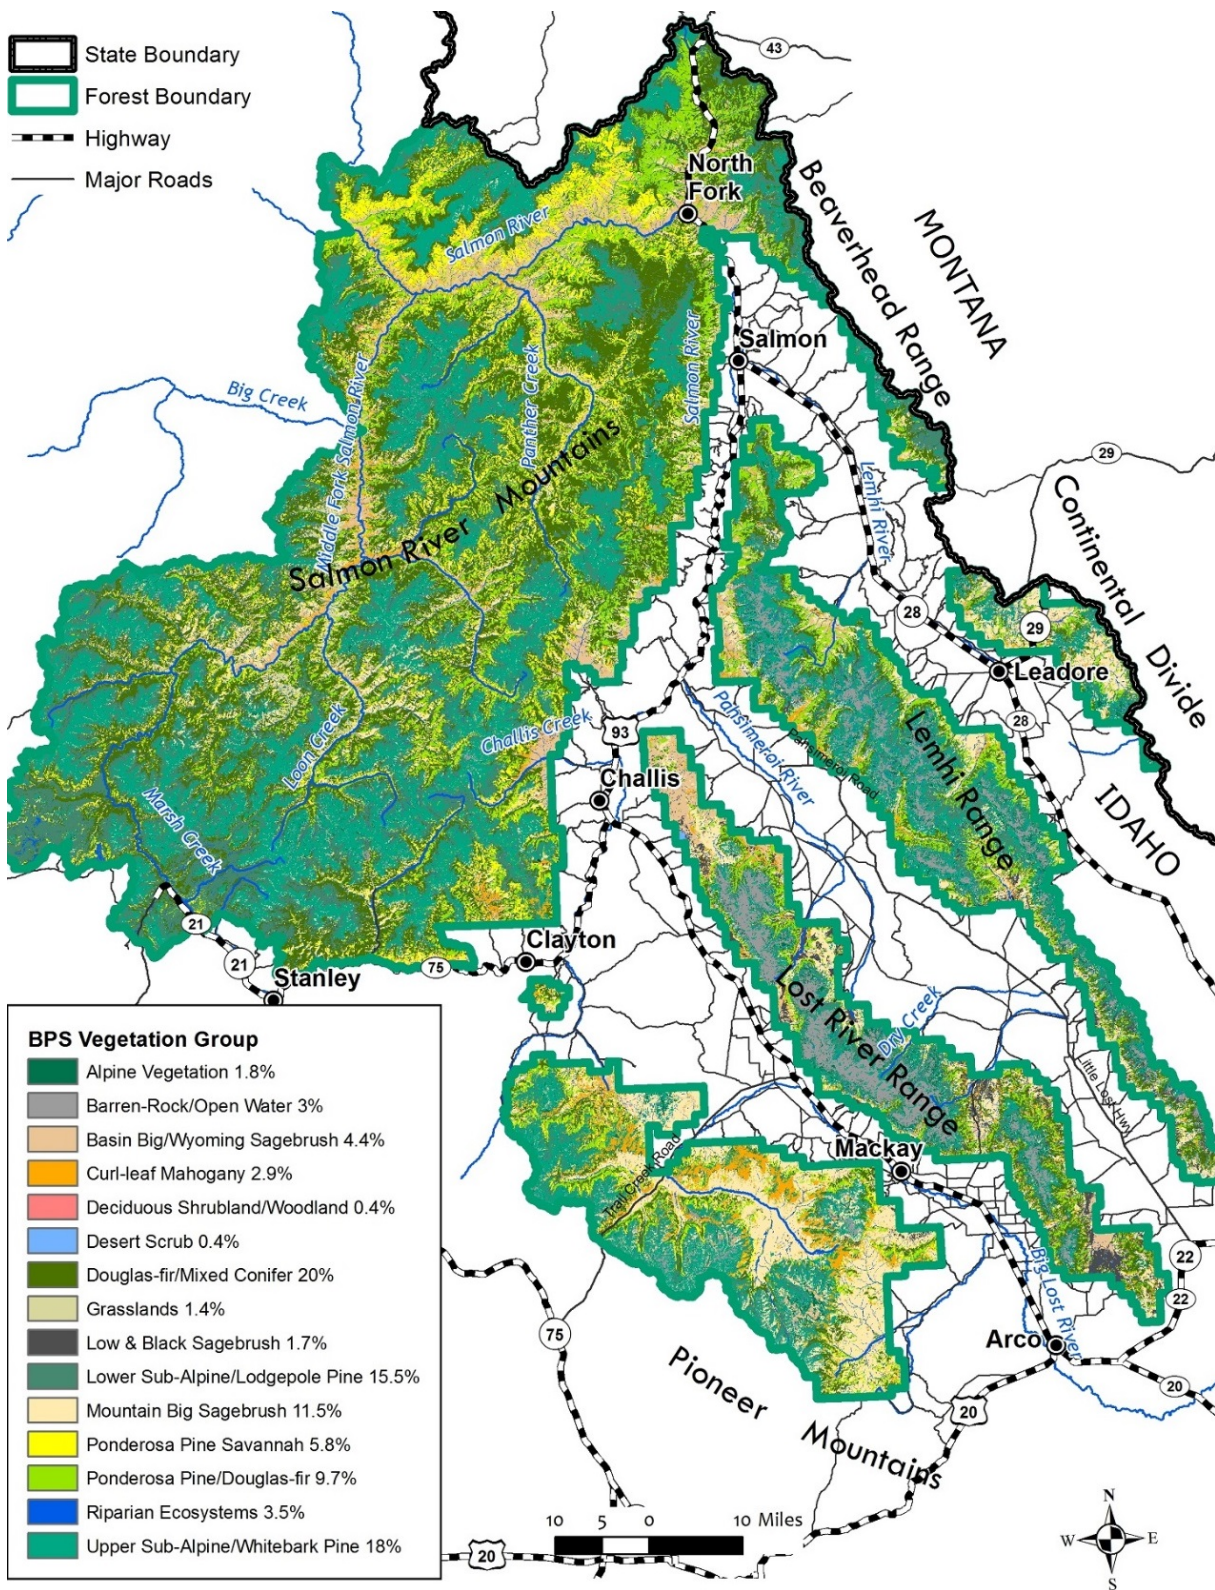 State Boundary
Forest Boundary
Highway
Major Roads
43
North
Fork
Beaverhead Range
MONTANA
Salmon River
Salmon River
Salmon
Big Creek
Middle Fork Salmon River
Panther Creek
Salmon River Mountains
Lemhi River
29
Continental Divide
28
29
Leadore
28
Loon Creek
Challis Creek
93
Pahsimeroi River
Pahsimeroi Road
Lemhi Range
IDAHO
Challis
Marsh Creek
21
21
Stanley
75
Clayton
Lost River Range
Dry Creek
Little Lost Hwy
Mackay
Trail Creek Road
Big Lost River
22
22
Arco
20
20
75
20
Pioneer Mountains
BPS Vegetation Group
Alpine Vegetation 1.8%
Barren-Rock/Open Water 3%
Basin Big/Wyoming Sagebrush 4.4%
Curl-leaf Mahogany 2.9%
Deciduous Shrubland/Woodland 0.4%
Desert Scrub 0.4%
Douglas-fir/Mixed Conifer 20%
Grasslands 1.4%
Low & Black Sagebrush 1.7%
Lower Sub-Alpine/Lodgepole Pine 15.5%
Mountain Big Sagebrush 11.5%
Ponderosa Pine Savannah 5.8%
Ponderosa Pine/Douglas-fir 9.7%
Riparian Ecosystems 3.5%
Upper Sub-Alpine/Whitebark Pine 18%
10 5 0 10 Miles
N
W E
S